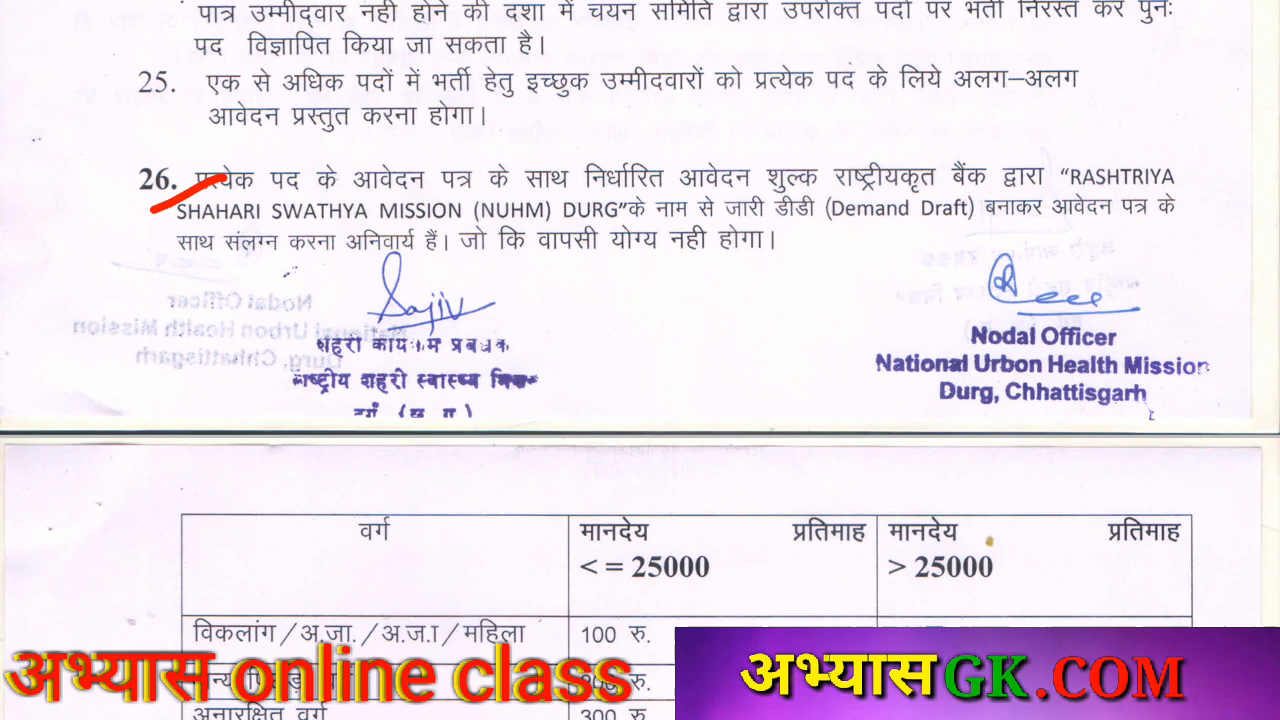 पात्र उम्मीदवार नही होने की दशा में चयन समिति द्वारा उपरोक्त पदों पर भर्ती निरस्त कर पुनः
पद विज्ञापित किया जा सकता है।
25. एक से अधिक पदों में भर्ती हेतु इच्छुक उम्मीदवारों को प्रत्येक पद के लिये अलग–अलग
आवेदन प्रस्तुत करना होगा।
26. प्रत्येक पद के आवेदन पत्र के साथ निर्धारित आवेदन शुल्क राष्ट्रीयकृत बैंक द्वारा “RASHTRIYA
SHAHARI SWATHYA MISSION (NUHM) DURG”के नाम से जारी डीडी (Demand Draft) बनाकर आवेदन पत्र के
साथ संलग्न करना अनिवार्य हैं। जो कि वापसी योग्य नही होगा।
Sajiv
शहरी कार्यक्रम प्रबंधक
राष्ट्रीय शहरी स्वास्थ्य मिशन
दुर्ग (छ.ग.)
Nodal Officer
National Urbon Health Mission
Durg, Chhattisgarh
वर्ग मानदेय प्रतिमाह मानदेय प्रतिमाह
< = 25000 > 25000
विकलांग/अ.जा./अ.ज.ा/महिला 100 रु.
रु.
अनारक्षित वर्ग 300 रु.
अभ्यास online class
अभ्यासGK.COM